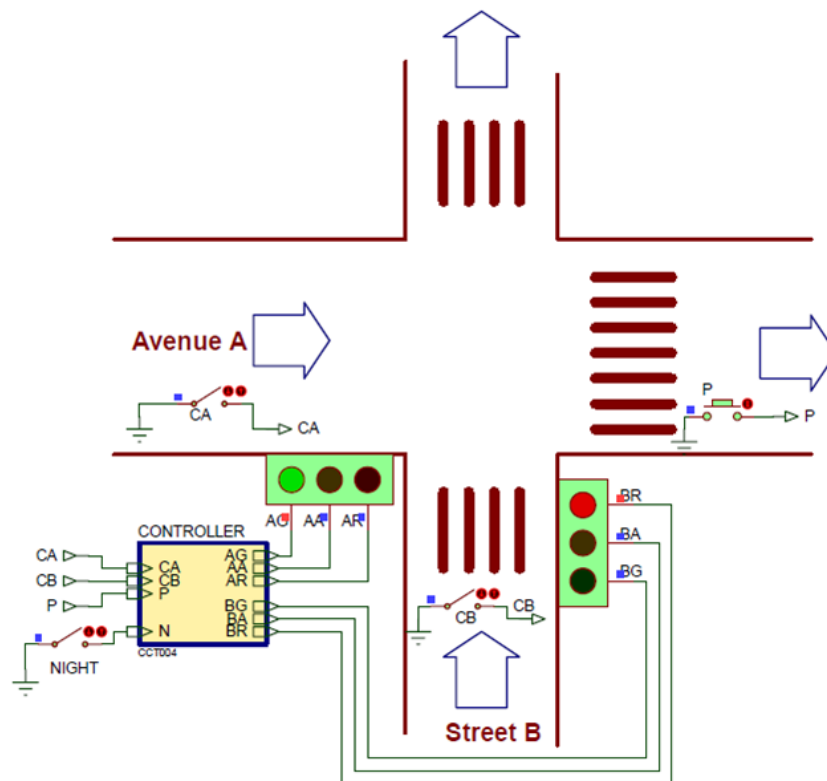 Avenue A
CA
CA
P
P
AG AA AR
BR
BA
BG
CONTROLLER
CA
CB
P
CA
CB
P
N
AG
AA
AR
BG
BA
BR
CCT004
NIGHT
CB
CB
Street B